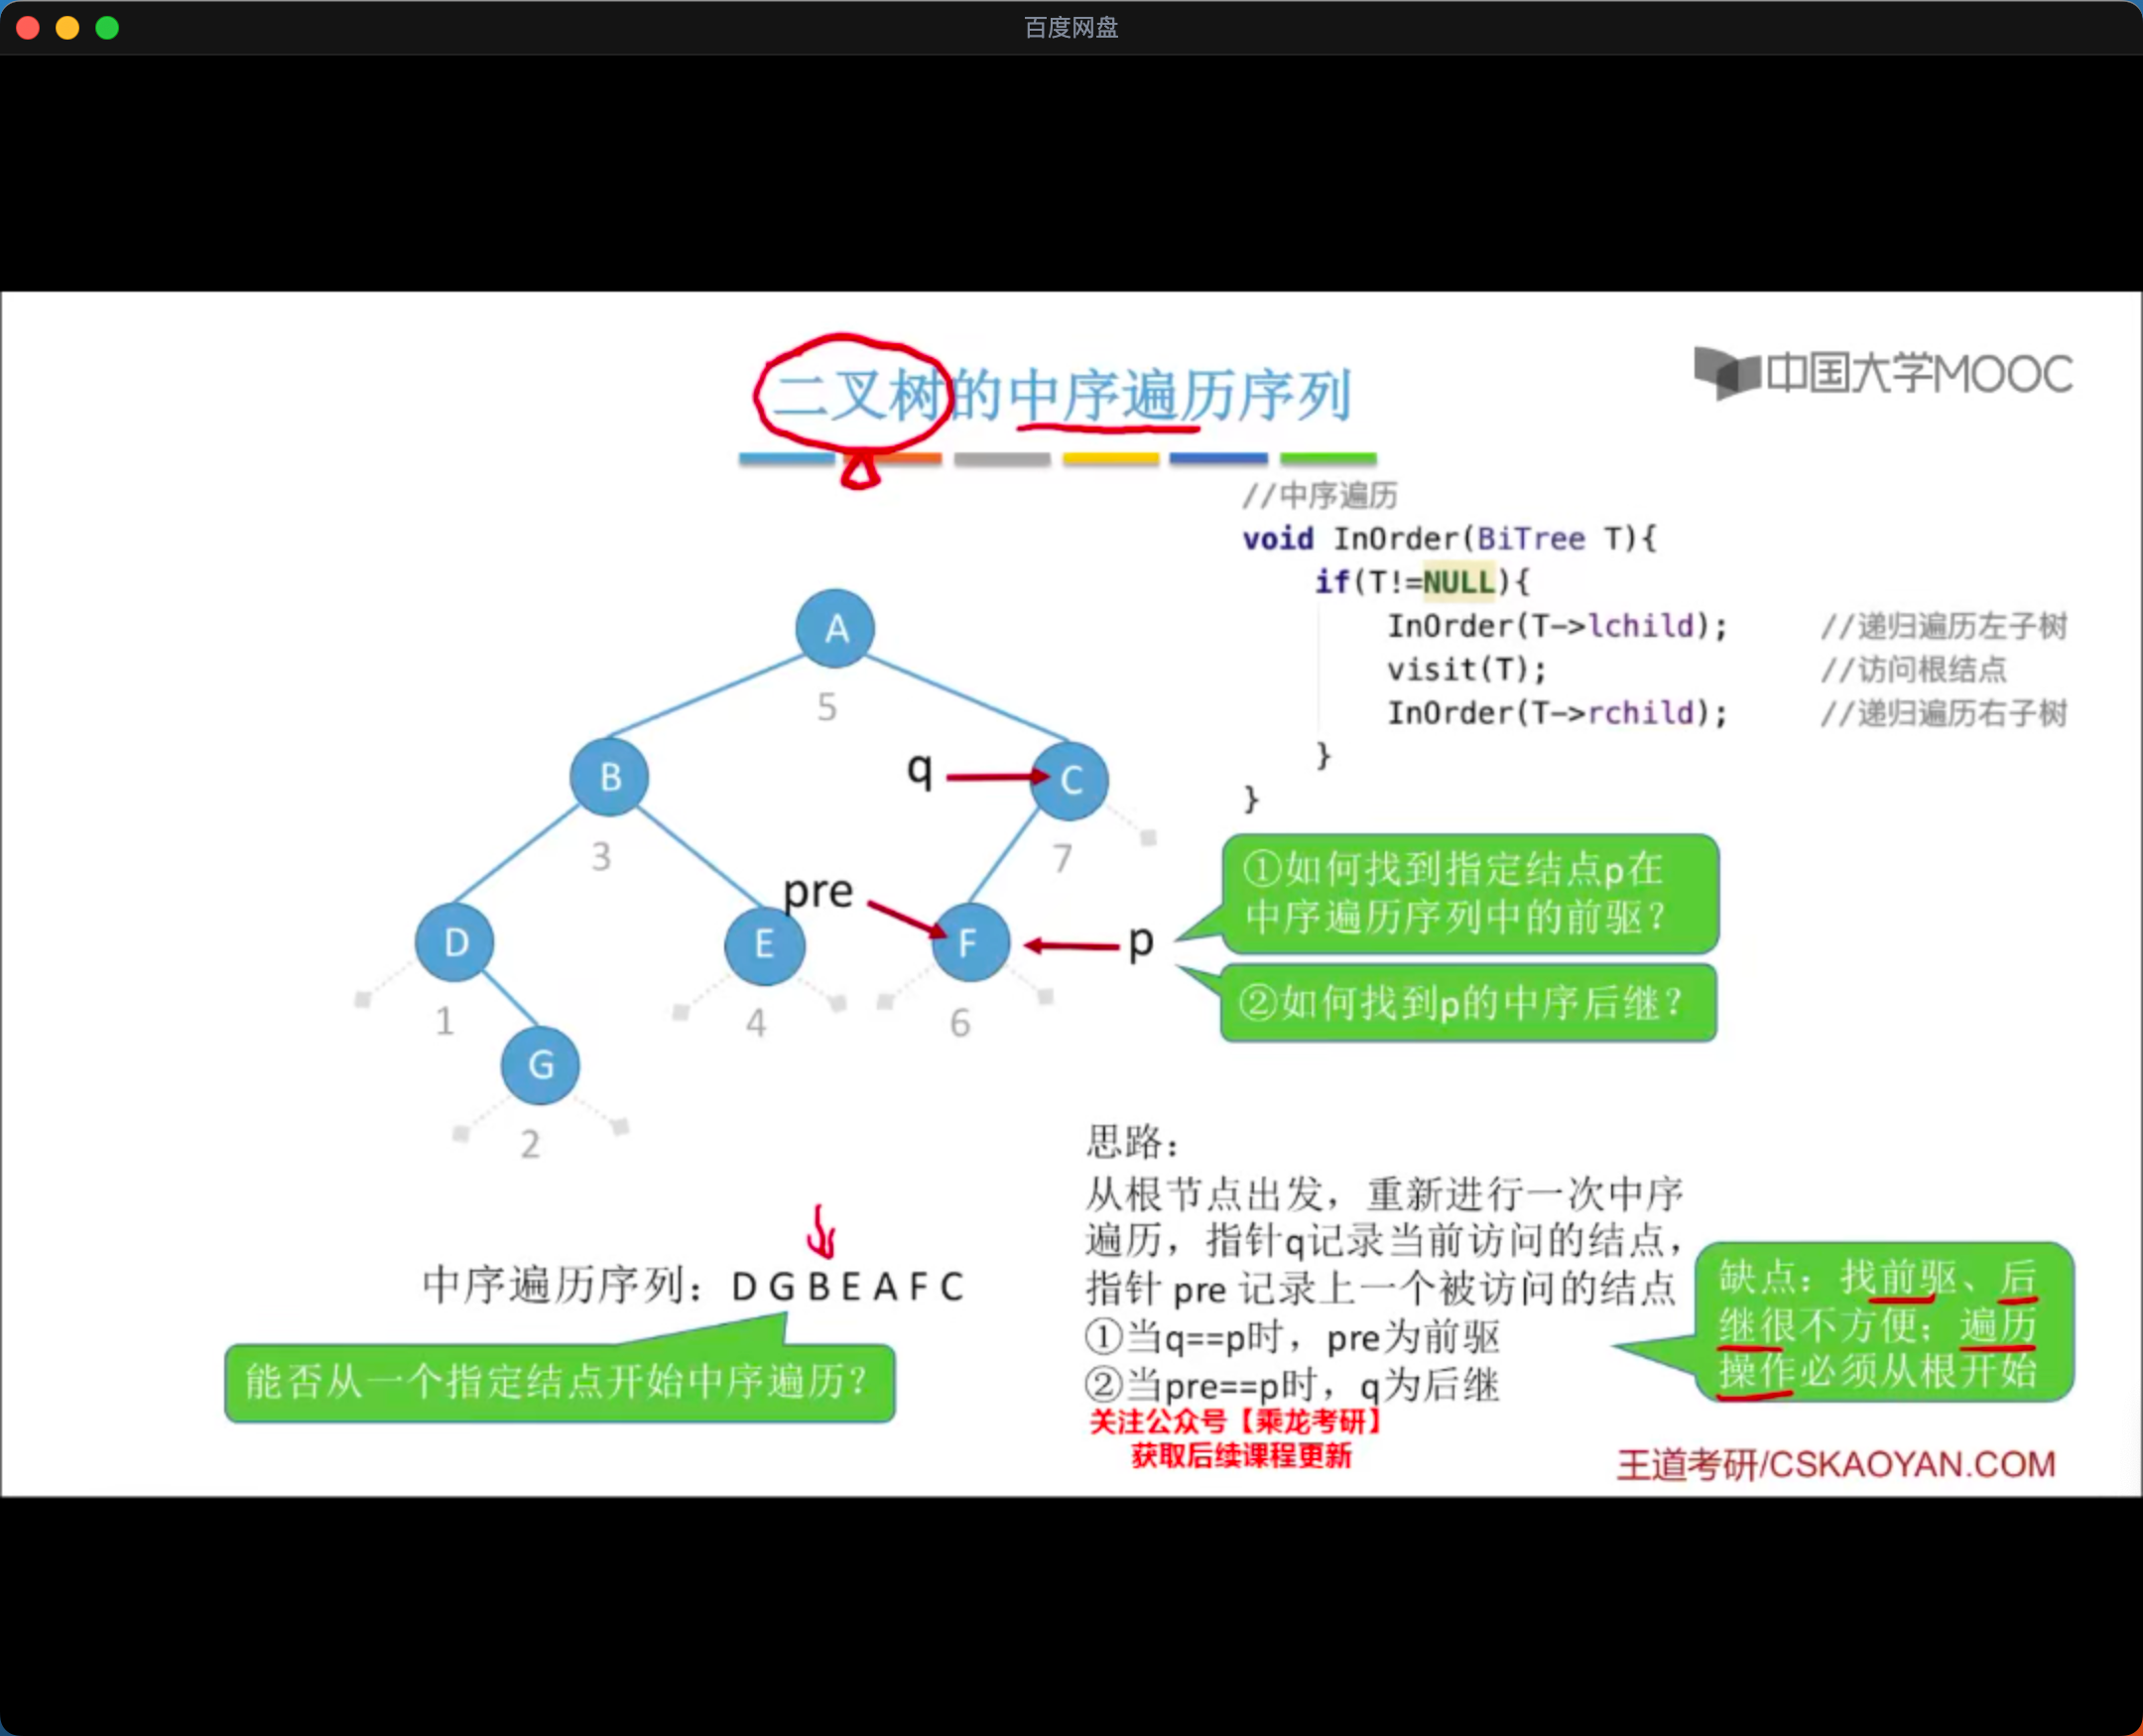 百度网盘
二叉树的中序遍历序列
中国大学MOOC
//中序遍历
void InOrder(BiTree T){
if(T!=NULL){
InOrder(T->lchild); //递归遍历左子树
visit(T); //访问根结点
InOrder(T->rchild); //递归遍历右子树
}
}
A
5
B
3
q
C
7
pre
D
1
E
4
F
6
p
G
2
①如何找到指定结点p在
中序遍历序列中的前驱？
②如何找到p的中序后继？
思路：
从根节点出发，重新进行一次中序
遍历，指针q记录当前访问的结点，
指针 pre 记录上一个被访问的结点
①当q==p时，pre为前驱
②当pre==p时，q为后继
缺点：找前驱、后
继很不方便；遍历
操作必须从根开始
中序遍历序列：D G B E A F C
能否从一个指定结点开始中序遍历？
关注公众号【乘龙考研】
获取后续课程更新
王道考研/CSKAOYAN.COM